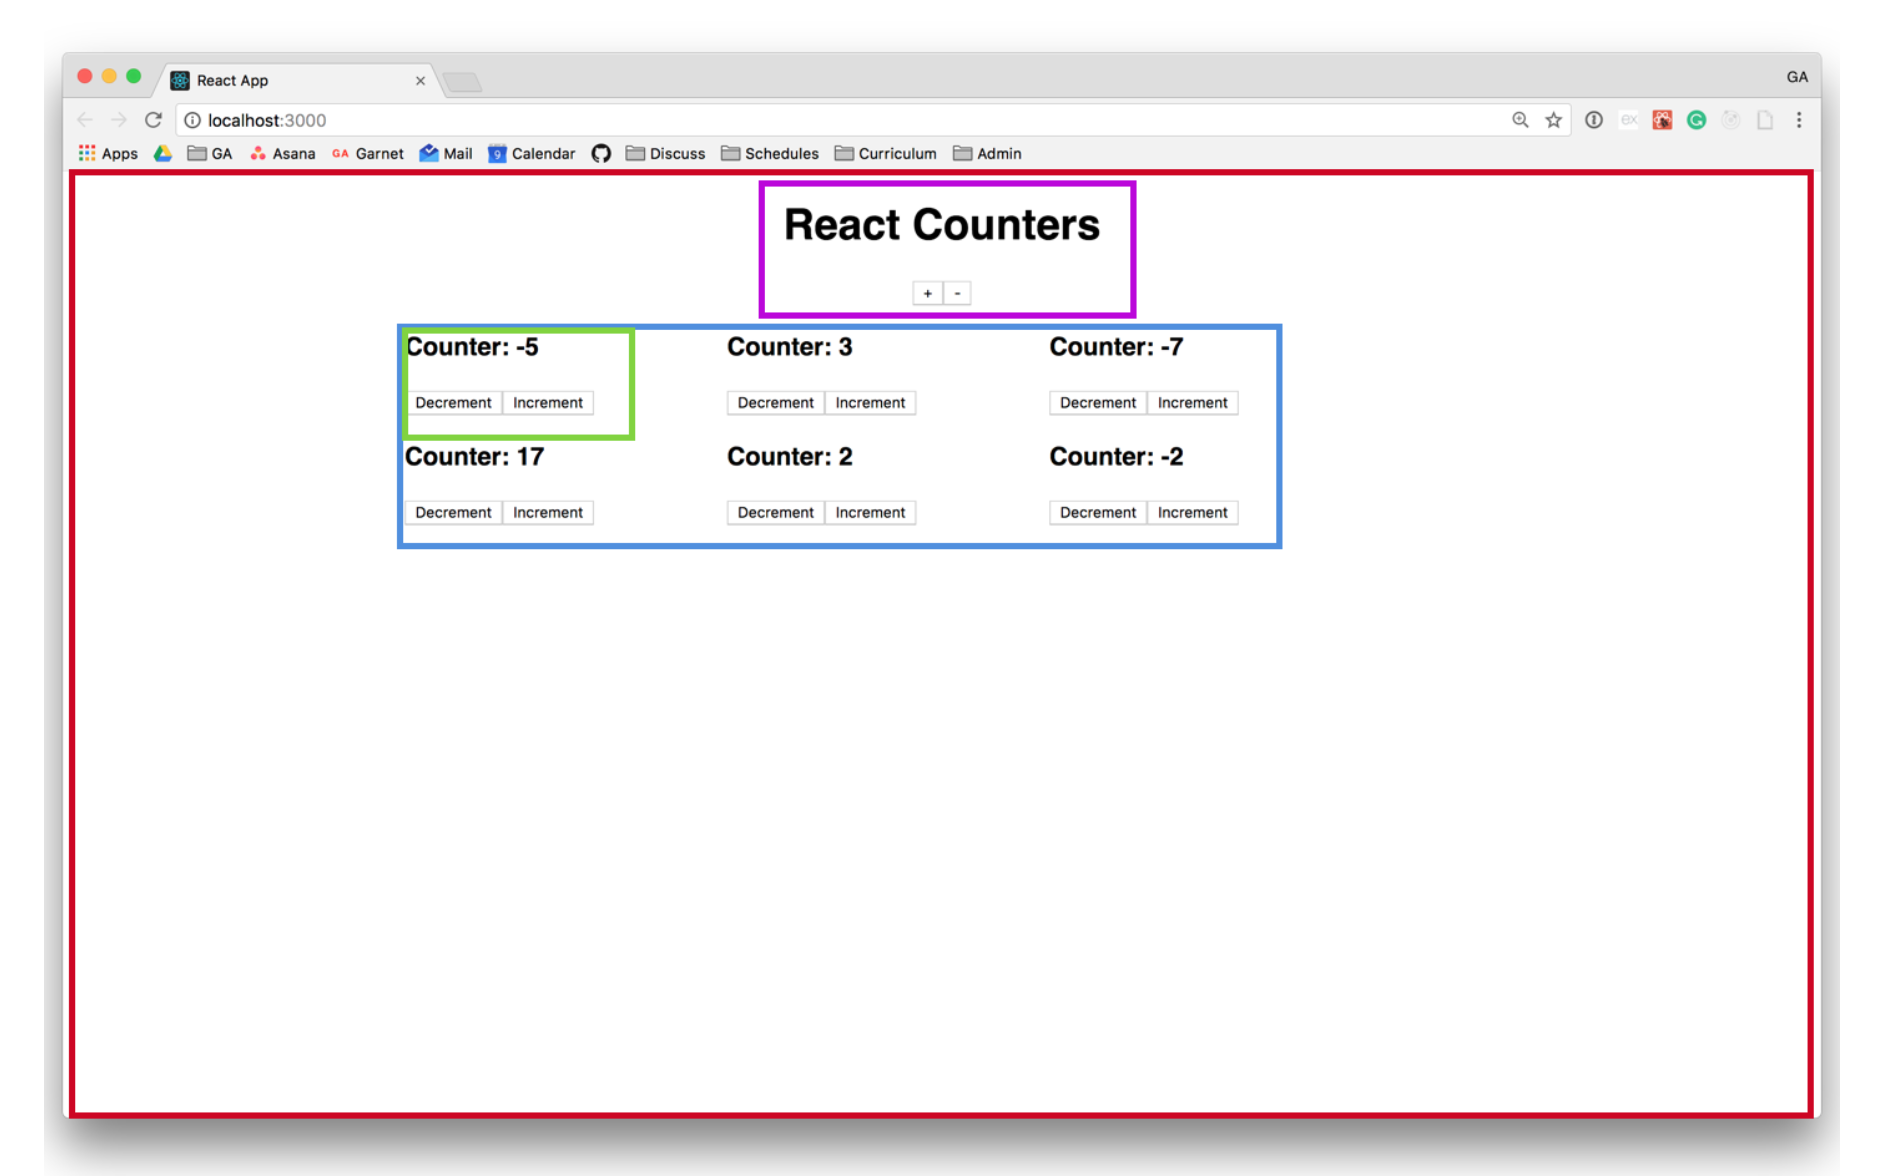 React App ×
GA
localhost:3000
Apps GA Asana GA Garnet Mail 9 Calendar Discuss Schedules Curriculum Admin
React Counters
+ -
Counter: -5 Counter: 3 Counter: -7
Decrement Increment Decrement Increment Decrement Increment
Counter: 17 Counter: 2 Counter: -2
Decrement Increment Decrement Increment Decrement Increment